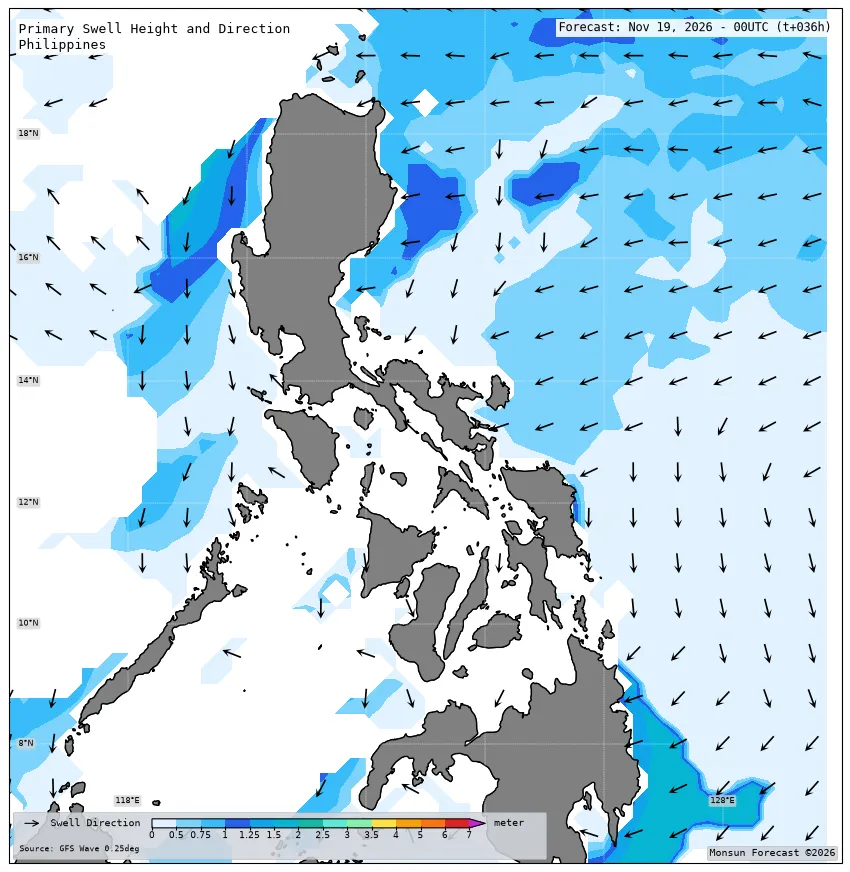 Primary Swell Height and Direction
Philippines
Forecast: Nov 19, 2026 - 00UTC (t+036h)
18°N
16°N
14°N
12°N
10°N
8°N
118°E
128°E
Swell Direction
0 0.5 0.75 1 1.25 1.5 2 2.5 3 3.5 4 5 6 7
meter
Source: GFS Wave 0.25deg
Monsun Forecast ©2026